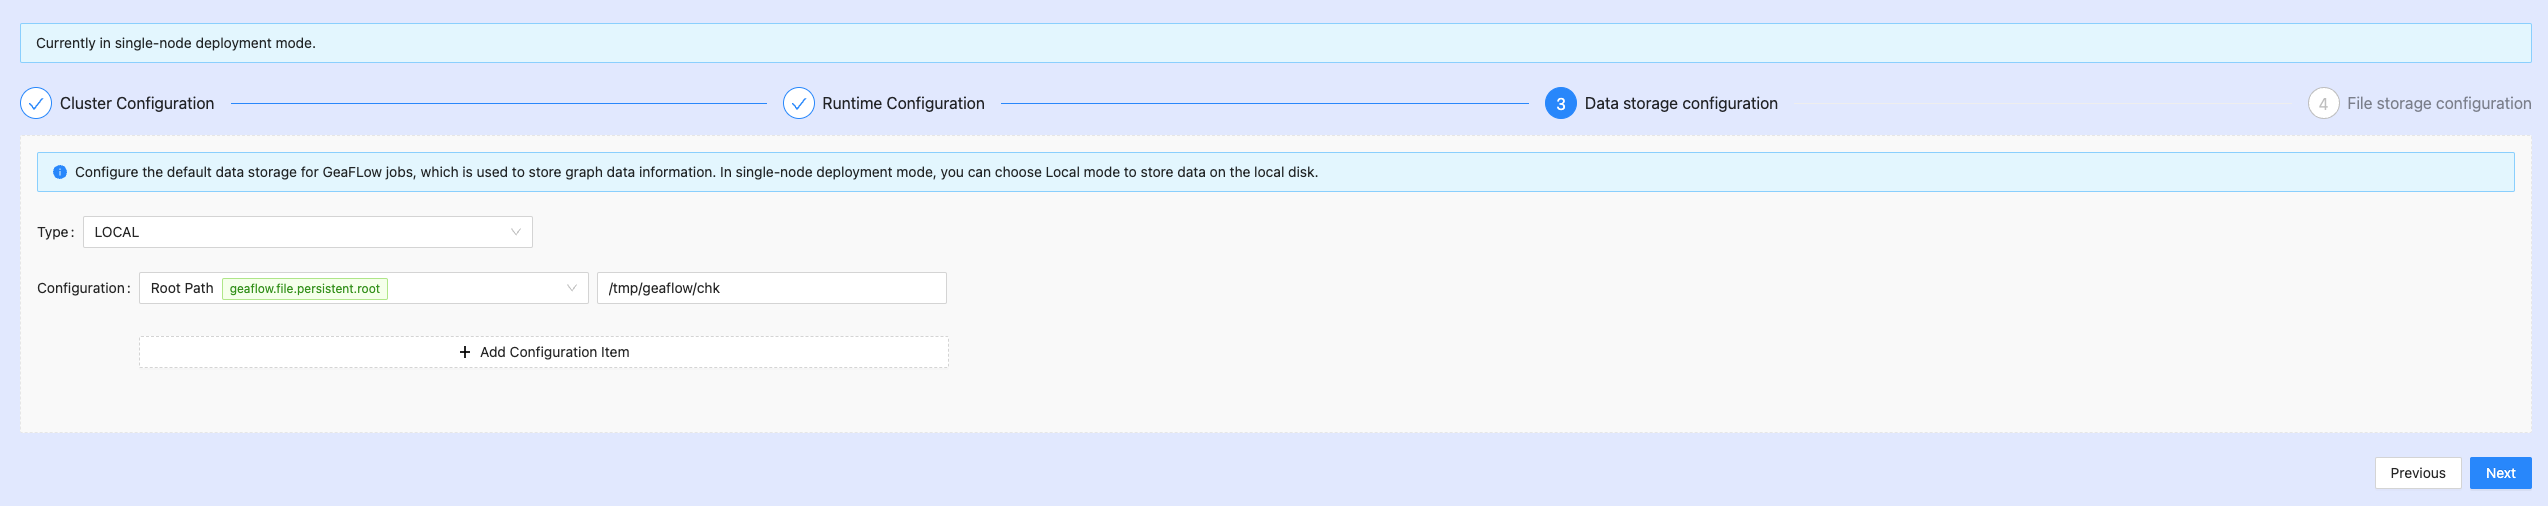 Currently in single-node deployment mode.
Cluster Configuration
Runtime Configuration
3 Data storage configuration
4 File storage configuration
Configure the default data storage for GeaFLow jobs, which is used to store graph data information. In single-node deployment mode, you can choose Local mode to store data on the local disk.
Type: LOCAL
Configuration: Root Path geaflow.file.persistent.root /tmp/geaflow/chk
+ Add Configuration Item
Previous Next